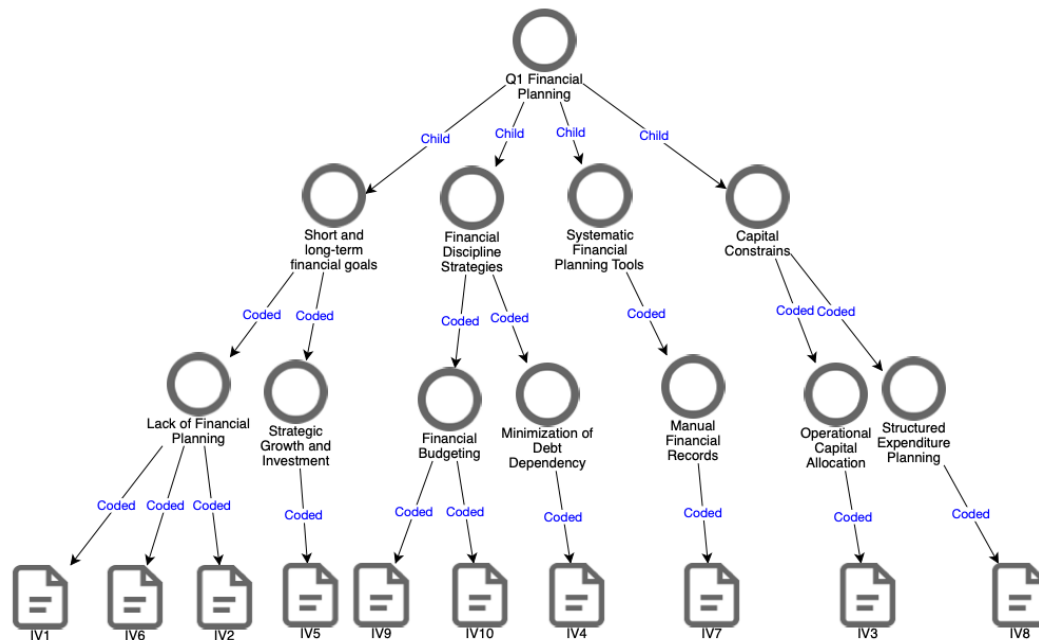 Q1 Financial
Planning
Child
Child
Child
Child
Short and
long-term
financial goals
Financial
Discipline
Strategies
Systematic
Financial
Planning Tools
Capital
Constrains
Coded
Coded
Coded
Coded
Coded
Coded
Coded
Lack of Financial
Planning
Strategic
Growth and
Investment
Financial
Budgeting
Minimization of
Debt
Dependency
Manual
Financial
Records
Operational
Capital
Allocation
Structured
Expenditure
Planning
Coded
Coded
Coded
Coded
Coded
Coded
Coded
Coded
Coded
Coded
IV1
IV6
IV2
IV5
IV9
IV10
IV4
IV7
IV3
IV8